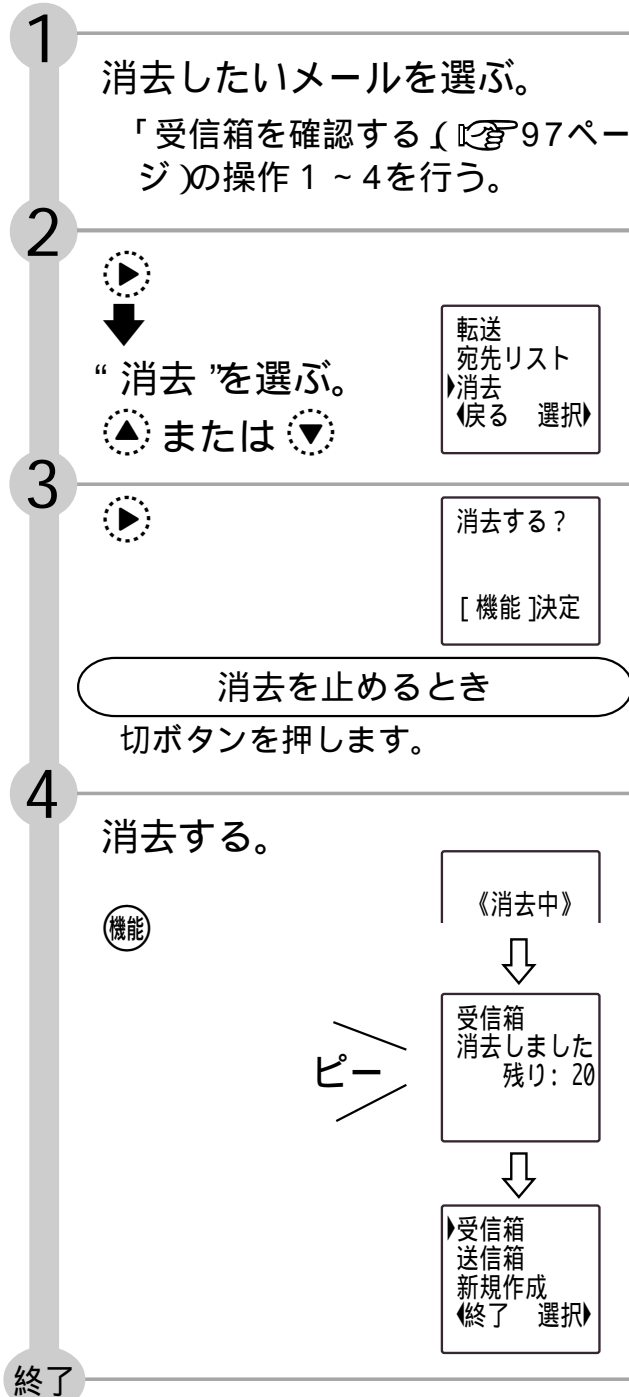 1
消去したいメールを選ぶ。
「受信箱を確認する」(☞97ペー
ジ)の操作1~4を行う。
2
“消去”を選ぶ。
または
転送
宛先リスト
消去
戻る 選択
3
消去する?
[機能]決定
消去を止めるとき
切ボタンを押します。
4
消去する。
機能
《消去中》
ピー
受信箱
消去しました
残り: 20
受信箱
送信箱
新規作成
終了 選択
終了